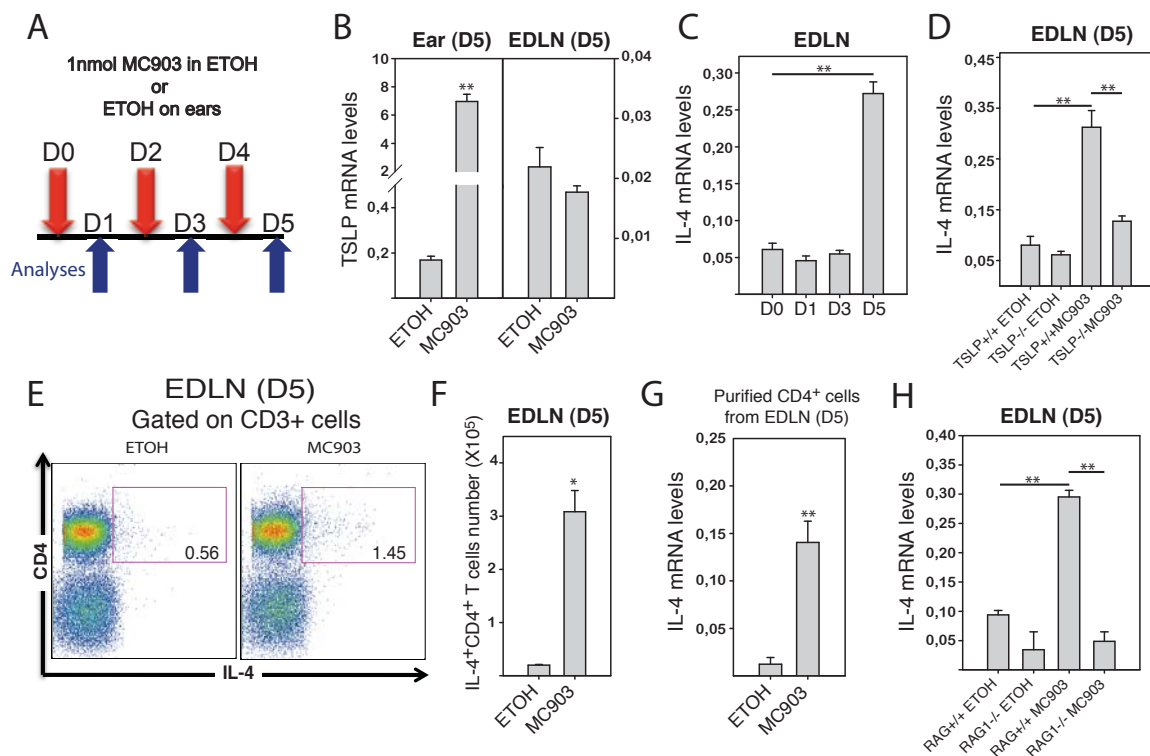 A
1nmol MC903 in ETOH
or
ETOH on ears
D0
D2
D4
D1
D3
D5
Analyses
B
Ear (D5)
EDLN (D5)
TSLP mRNA levels
10
8
6
4
2
0,4
0,2
0,04
0,03
0,02
0,01
**
ETOH
MC903
ETOH
MC903
C
EDLN
IL-4 mRNA levels
0,30
0,25
0,20
0,15
0,10
0,05
**
D0
D1
D3
D5
D
EDLN (D5)
IL-4 mRNA levels
0,45
0,35
0,25
0,15
0,05
**
**
TSLP+/+ ETOH
TSLP-/- ETOH
TSLP+/+MC903
TSLP-/-MC903
E
EDLN (D5)
Gated on CD3+ cells
ETOH
MC903
CD4
0.56
1.45
IL-4
F
EDLN (D5)
IL-4⁺CD4⁺ T cells number (X10⁵)
4
3
2
1
*
ETOH
MC903
G
Purified CD4⁺ cells
from EDLN (D5)
IL-4 mRNA levels
0,25
0,20
0,15
0,10
0,05
**
ETOH
MC903
H
EDLN (D5)
IL-4 mRNA levels
0,40
0,35
0,30
0,25
0,20
0,15
0,10
0,05
**
**
RAG+/+ ETOH
RAG1-/- ETOH
RAG+/+ MC903
RAG1-/- MC903